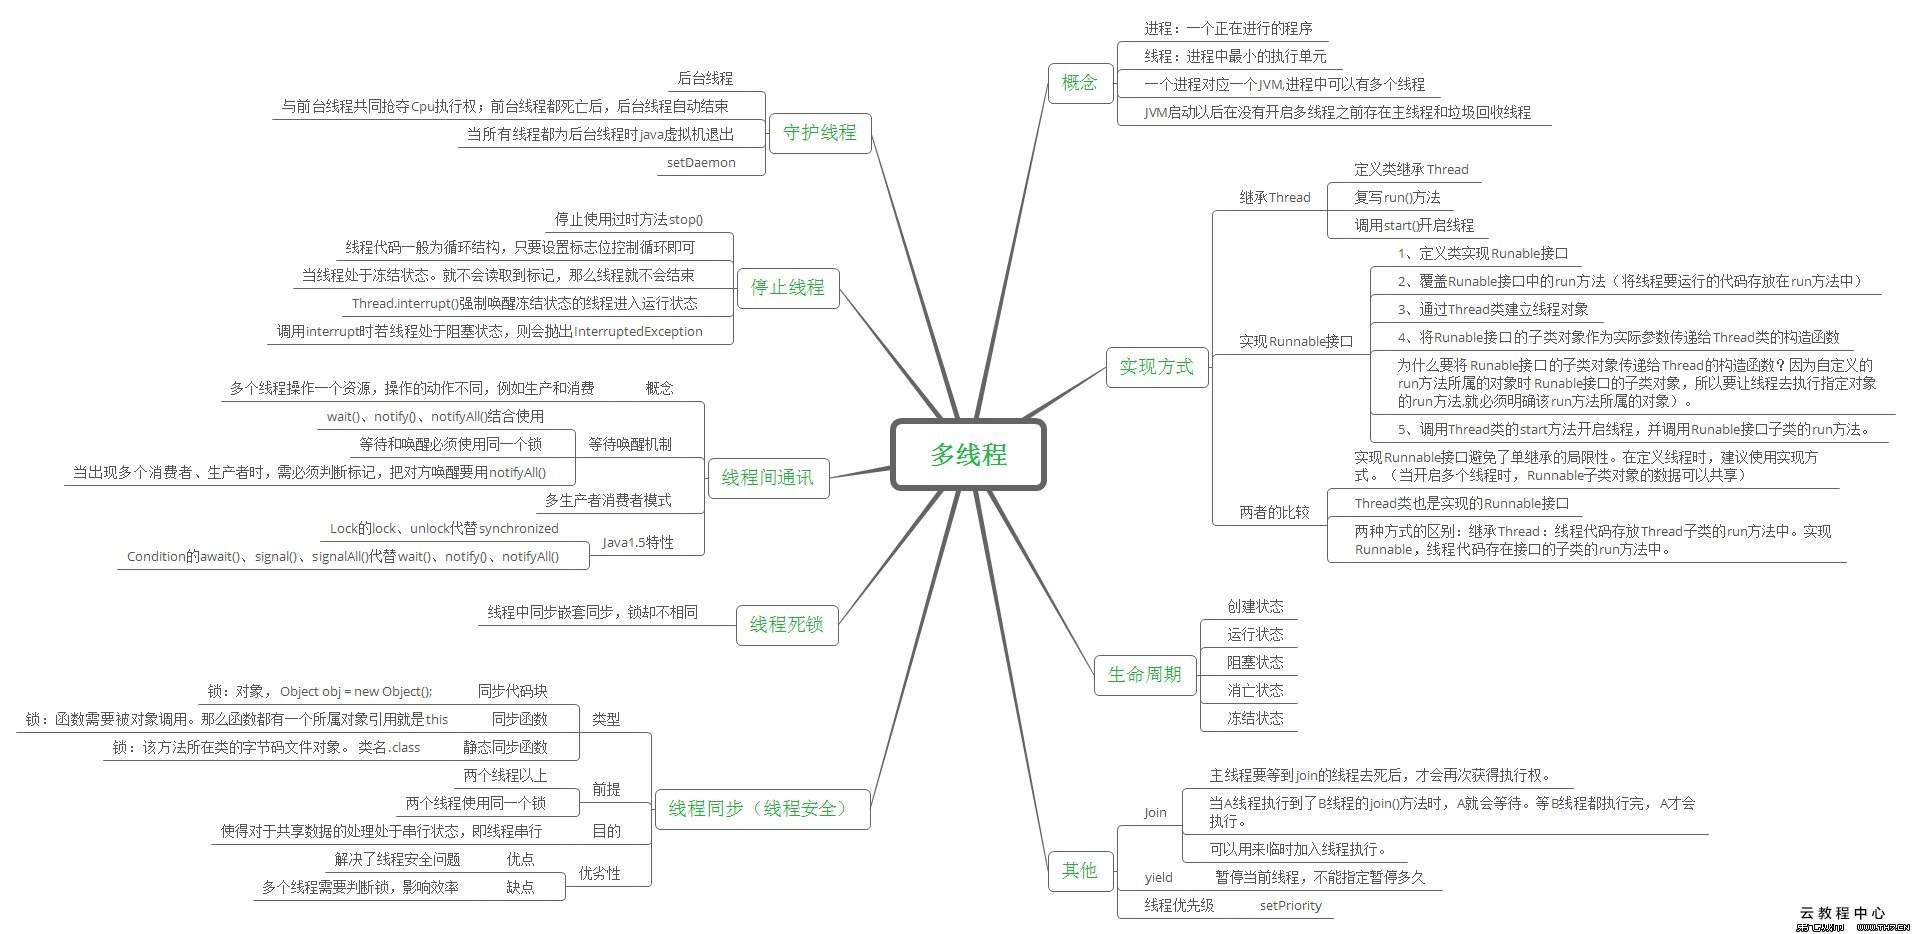 多线程
概念
进程：一个正在进行的程序
线程：进程中最小的执行单元
一个进程对应一个JVM,进程中可以有多个线程
JVM启动以后在没有开启多线程之前存在主线程和垃圾回收线程
实现方式
继承Thread
定义类继承Thread
复写run()方法
调用start()开启线程
实现Runnable接口
1、定义类实现Runable接口
2、覆盖Runable接口中的run方法（将线程要运行的代码存放在run方法中）
3、通过Thread类建立线程对象
4、将Runable接口的子类对象作为实际参数传递给Thread类的构造函数
为什么要将Runable接口的子类对象传递给Thread的构造函数？因为自定义的
run方法所属的对象时Runable接口的子类对象，所以要让线程去执行指定对象
的run方法,就必须明确该run方法所属的对象）。
5、调用Thread类的start方法开启线程，并调用Runable接口子类的run方法。
两者的比较
实现Runnable接口避免了单继承的局限性。在定义线程时，建议使用实现方
式。（当开启多个线程时，Runnable子类对象的数据可以共享）
Thread类也是实现的Runnable接口
两种方式的区别：继承Thread：线程代码存放Thread子类的run方法中。实现
Runnable，线程代码存在接口的子类的run方法中。
生命周期
创建状态
运行状态
阻塞状态
消亡状态
冻结状态
其他
Join
主线程要等到join的线程去死后，才会再次获得执行权。
当A线程执行到了B线程的join()方法时，A就会等待。等B线程都执行完，A才会
执行。
可以用来临时加入线程执行。
yield
暂停当前线程，不能指定暂停多久
线程优先级
setPriority
守护线程
后台线程
与前台线程共同抢夺Cpu执行权；前台线程都死亡后，后台线程自动结束
当所有线程都为后台线程时java虚拟机退出
setDaemon
停止线程
停止使用过时方法stop()
线程代码一般为循环结构，只要设置标志位控制循环即可
当线程处于冻结状态。就不会读取到标记，那么线程就不会结束
Thread.interrupt()强制唤醒冻结状态的线程进入运行状态
调用interrupt时若线程处于阻塞状态，则会抛出InterruptedException
线程间通讯
概念
多个线程操作一个资源，操作的动作不同，例如生产和消费
等待唤醒机制
wait()、notify()、notifyAll()结合使用
等待和唤醒必须使用同一个锁
当出现多个消费者、生产者时，需必须判断标记，把对方唤醒要用notifyAll()
多生产者消费者模式
Java1.5特性
Lock的lock、unlock代替synchronized
Condition的await()、signal()、signalAll()代替wait()、notify()、notifyAll()
线程死锁
线程中同步嵌套同步，锁却不相同
线程同步（线程安全）
类型
同步代码块
锁：对象，Object obj = new Object();
同步函数
锁：函数需要被对象调用。那么函数都有一个所属对象引用就是this
静态同步函数
锁：该方法所在类的字节码文件对象。 类名.class
前提
两个线程以上
两个线程使用同一个锁
目的
使得对于共享数据的处理处于串行状态，即线程串行
优劣性
优点
解决了线程安全问题
缺点
多个线程需要判断锁，影响效率
云教程中心
WWW.TH7.CN